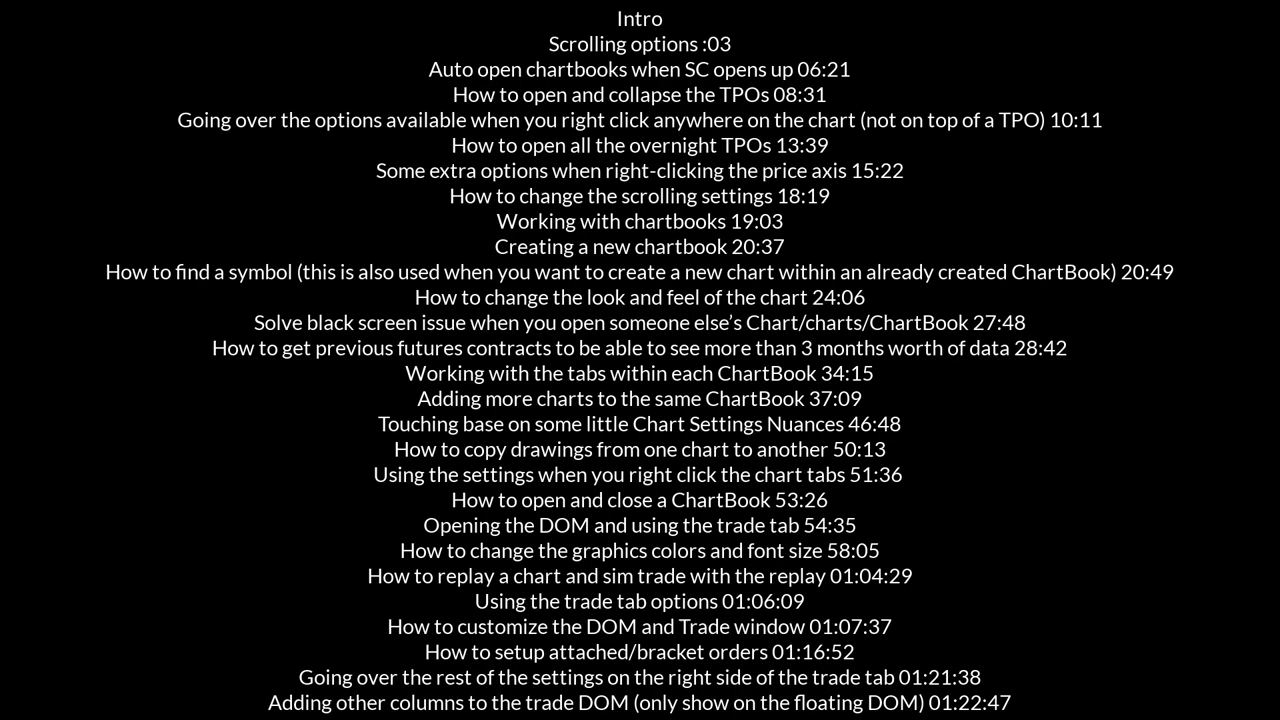 Intro
Scrolling options :03
Auto open chartbooks when SC opens up 06:21
How to open and collapse the TPOs 08:31
Going over the options available when you right click anywhere on the chart (not on top of a TPO) 10:11
How to open all the overnight TPOs 13:39
Some extra options when right-clicking the price axis 15:22
How to change the scrolling settings 18:19
Working with chartbooks 19:03
Creating a new chartbook 20:37
How to find a symbol (this is also used when you want to create a new chart within an already created ChartBook) 20:49
How to change the look and feel of the chart 24:06
Solve black screen issue when you open someone else’s Chart/charts/ChartBook 27:48
How to get previous futures contracts to be able to see more than 3 months worth of data 28:42
Working with the tabs within each ChartBook 34:15
Adding more charts to the same ChartBook 37:09
Touching base on some little Chart Settings Nuances 46:48
How to copy drawings from one chart to another 50:13
Using the settings when you right click the chart tabs 51:36
How to open and close a ChartBook 53:26
Opening the DOM and using the trade tab 54:35
How to change the graphics colors and font size 58:05
How to replay a chart and sim trade with the replay 01:04:29
Using the trade tab options 01:06:09
How to customize the DOM and Trade window 01:07:37
How to setup attached/bracket orders 01:16:52
Going over the rest of the settings on the right side of the trade tab 01:21:38
Adding other columns to the trade DOM (only show on the floating DOM) 01:22:47